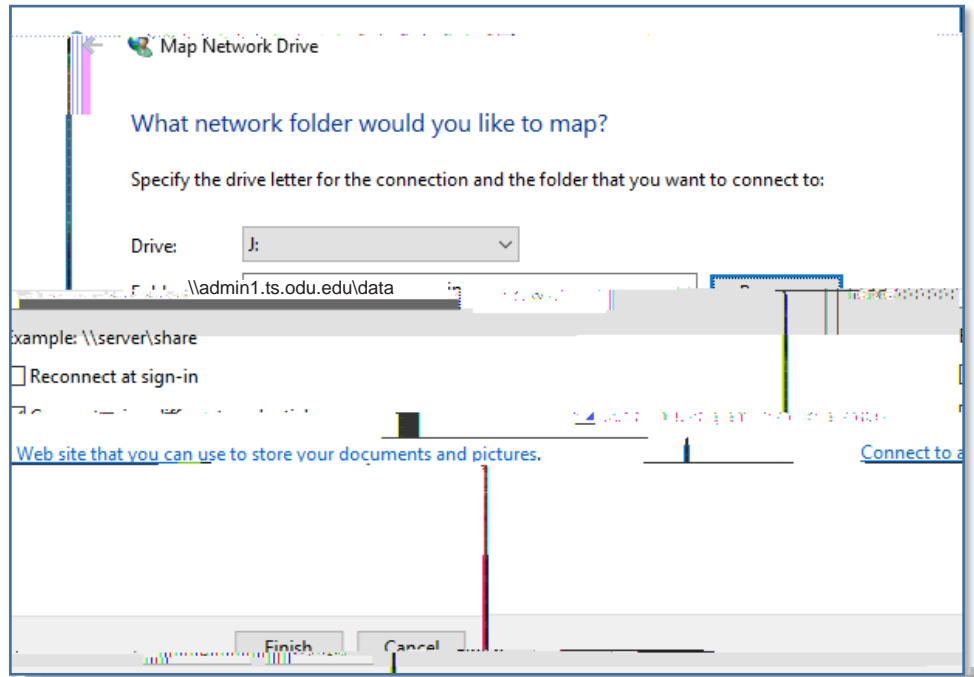 Map Network Drive
What network folder would you like to map?
Specify the drive letter for the connection and the folder that you want to connect to:
Drive: J:
\\admin1.ts.odu.edu\data
xample: \\server\share
Reconnect at sign-in
Web site that you can use to store your documents and pictures. Connect to a
Finish Cancel